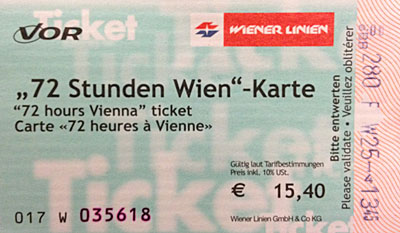 VOR
Ticket
WIENER LINIEN
„72 Stunden Wien“-Karte
“72 hours Vienna” ticket
Carte «72 heures à Vienne»
Gültig laut Tarifbestimmungen
Preis inkl. 10% USt.
€ 15,40
017 W 035618
Wiener Linien GmbH & Co KG
Bitte entwerten
Please validate • Veuillez oblitérer